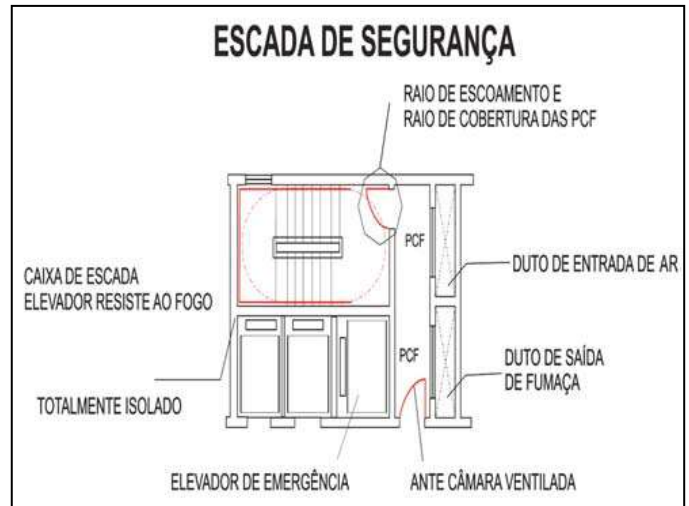 ESCADA DE SEGURANÇA
RAIO DE ESCOAMENTO E
RAIO DE COBERTURA DAS PCF
PCF
DUTO DE ENTRADA DE AR
CAIXA DE ESCADA
ELEVADOR RESISTE AO FOGO
PCF
DUTO DE SAÍDA
DE FUMAÇA
TOTALMENTE ISOLADO
ELEVADOR DE EMERGÊNCIA
ANTE CÂMARA VENTILADA